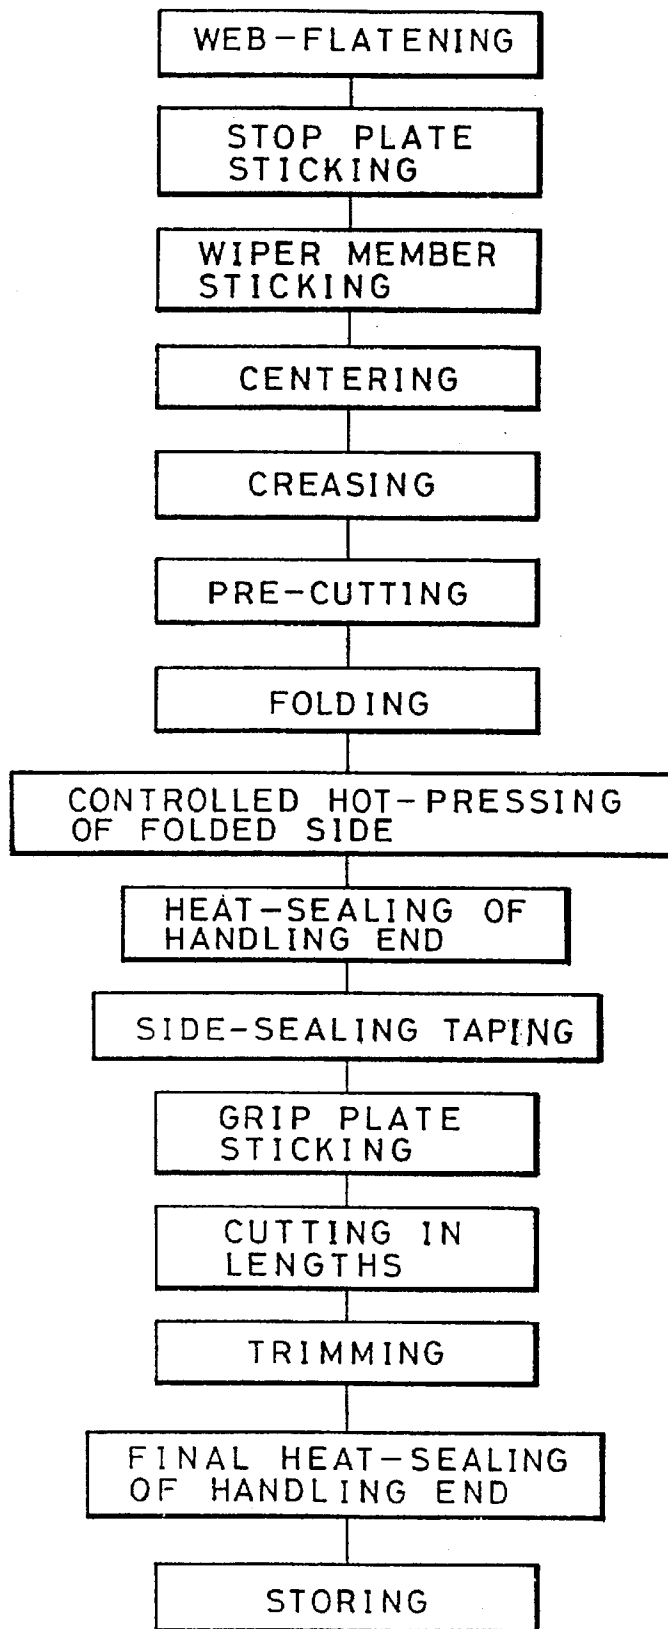 WEB-FLATENING
STOP PLATE
STICKING
WIPER MEMBER
STICKING
CENTERING
CREASING
PRE-CUTTING
FOLDING
CONTROLLED HOT-PRESSING
OF FOLDED SIDE
HEAT-SEALING OF
HANDLING END
SIDE-SEALING TAPING
GRIP PLATE
STICKING
CUTTING IN
LENGTHS
TRIMMING
FINAL HEAT-SEALING
OF HANDLING END
STORING